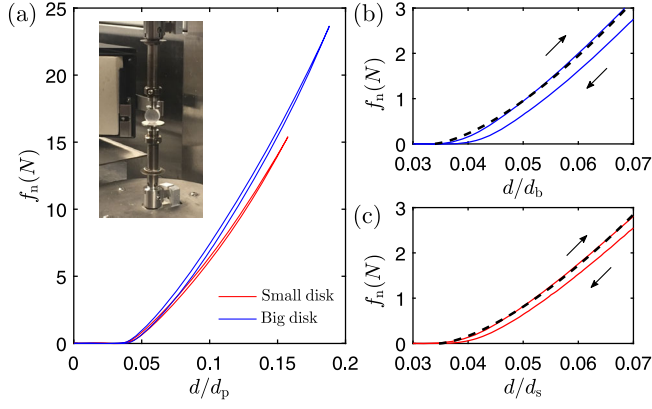 (a)
25
20
15
10
5
0
f_n(N)
Small disk
Big disk
0
0.05
0.1
0.15
0.2
d/d_p
(b)
3
2
1
0
f_n(N)
0.03
0.04
0.05
0.06
0.07
d/d_b
(c)
3
2
1
0
f_n(N)
0.03
0.04
0.05
0.06
0.07
d/d_s